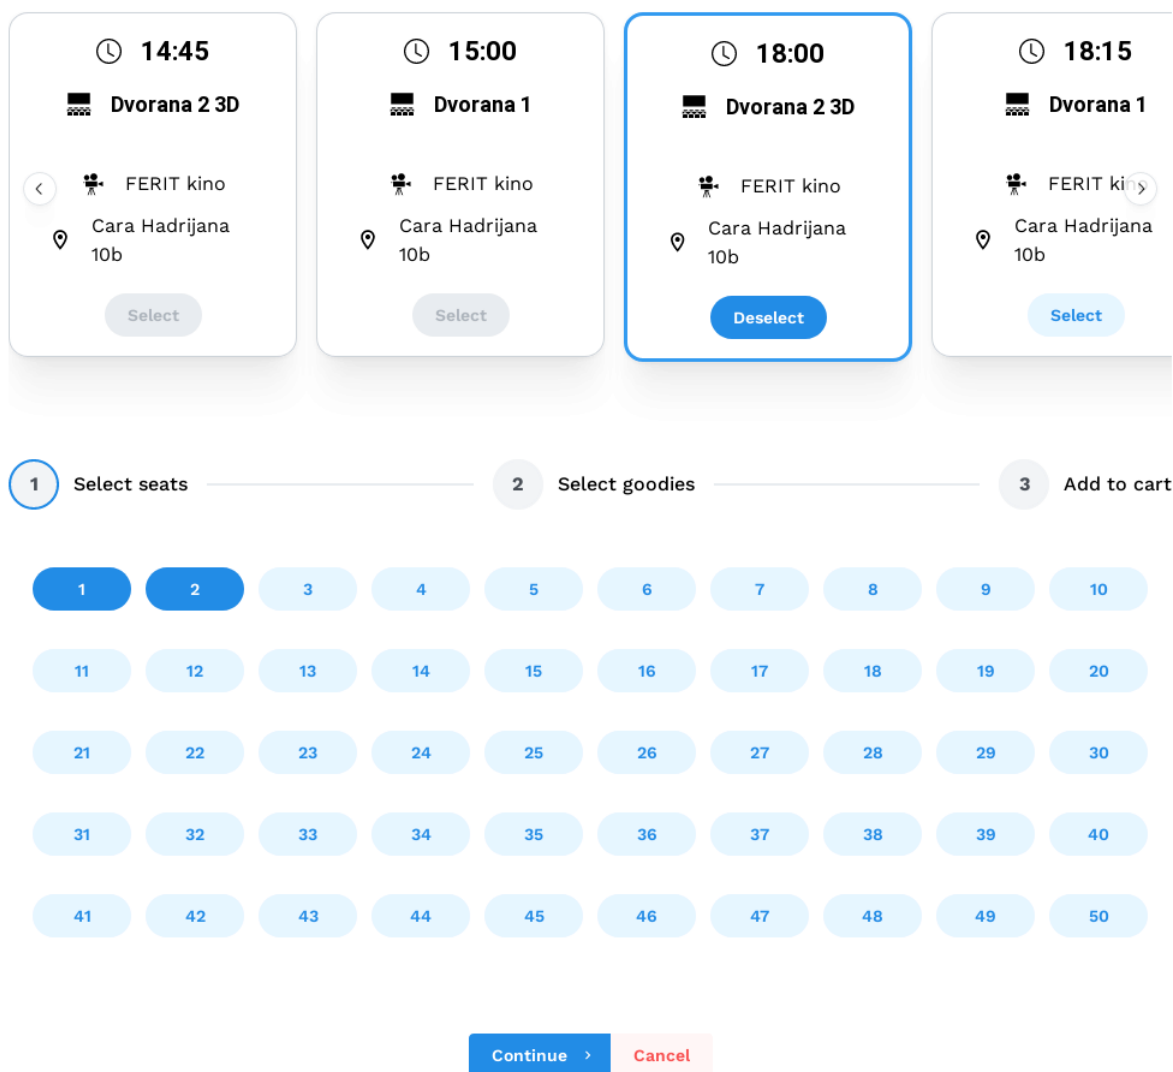 14:45
Dvorana 2 3D
FERIT kino
Cara Hadrijana
10b
Select
15:00
Dvorana 1
FERIT kino
Cara Hadrijana
10b
Select
18:00
Dvorana 2 3D
FERIT kino
Cara Hadrijana
10b
Deselect
18:15
Dvorana 1
FERIT kino
Cara Hadrijana
10b
Select
1 Select seats 2 Select goodies 3 Add to cart
1 2 3 4 5 6 7 8 9 10
11 12 13 14 15 16 17 18 19 20
21 22 23 24 25 26 27 28 29 30
31 32 33 34 35 36 37 38 39 40
41 42 43 44 45 46 47 48 49 50
Continue Cancel